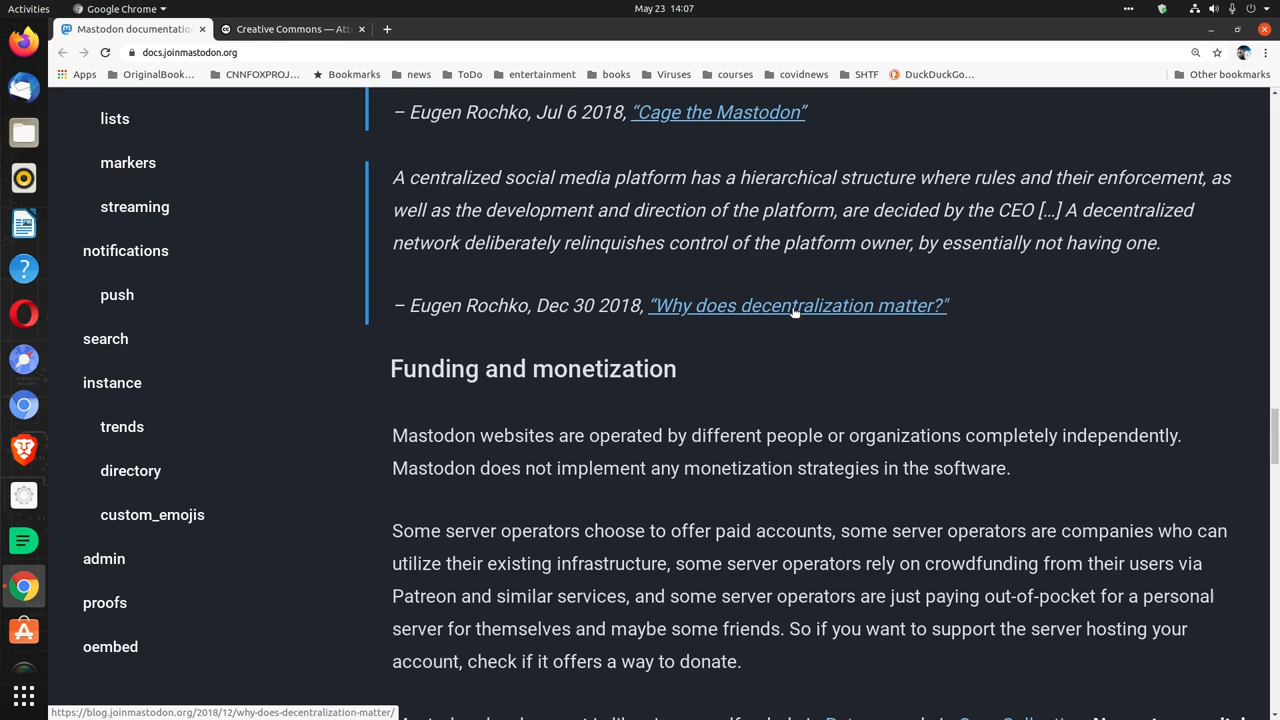 Activities
Google Chrome
May 23 14:07
Mastodon documentation
Creative Commons — Att
docs.joinmastodon.org
Apps
OriginalBook...
CNNFOXPROJ...
Bookmarks
news
ToDo
entertainment
books
Viruses
courses
covidnews
SHTF
DuckDuckGo...
Other bookmarks
lists
markers
streaming
notifications
push
search
instance
trends
directory
custom_emojis
admin
proofs
oembed
– Eugen Rochko, Jul 6 2018, “Cage the Mastodon”
A centralized social media platform has a hierarchical structure where rules and their enforcement, as
well as the development and direction of the platform, are decided by the CEO [...] A decentralized
network deliberately relinquishes control of the platform owner, by essentially not having one.
– Eugen Rochko, Dec 30 2018, “Why does decentralization matter?"
Funding and monetization
Mastodon websites are operated by different people or organizations completely independently.
Mastodon does not implement any monetization strategies in the software.
Some server operators choose to offer paid accounts, some server operators are companies who can
utilize their existing infrastructure, some server operators rely on crowdfunding from their users via
Patreon and similar services, and some server operators are just paying out-of-pocket for a personal
server for themselves and maybe some friends. So if you want to support the server hosting your
account, check if it offers a way to donate.
https://blog.joinmastodon.org/2018/12/why-does-decentralization-matter/